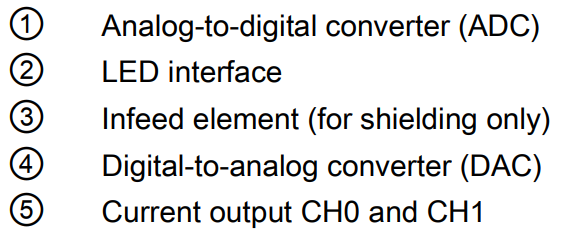 ① Analog-to-digital converter (ADC)
② LED interface
③ Infeed element (for shielding only)
④ Digital-to-analog converter (DAC)
⑤ Current output CH0 and CH1